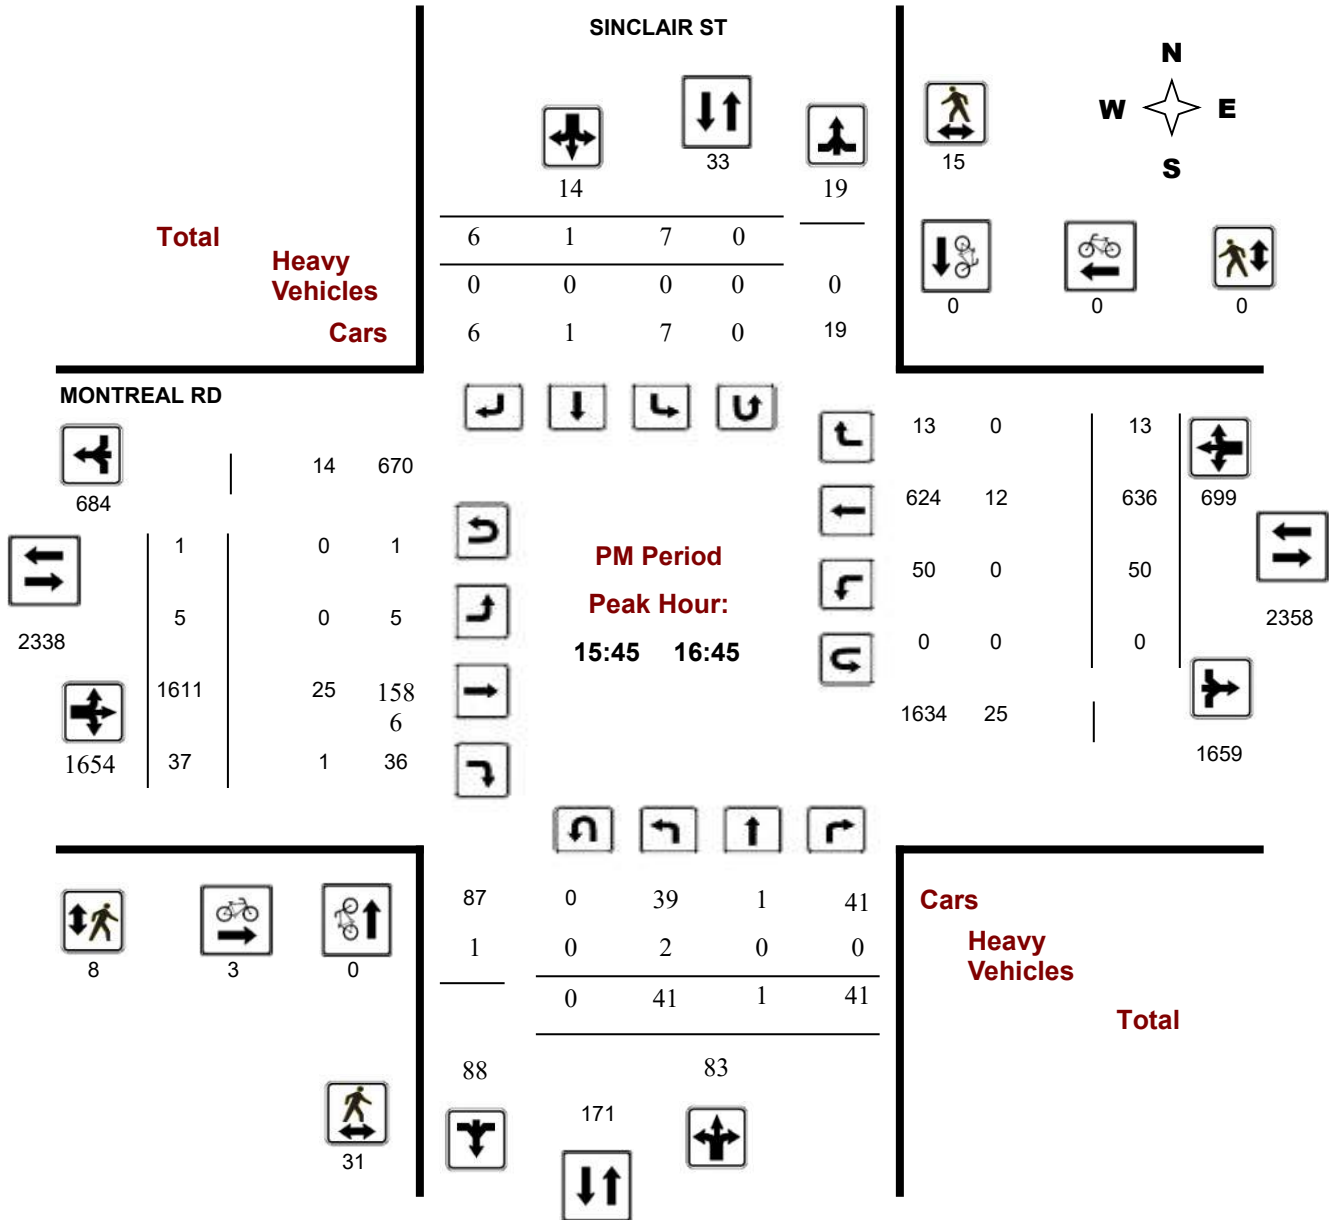 SINCLAIR ST
N
W E
S
14 33 19 15
Total 6 1 7 0
Heavy
Vehicles 0 0 0 0 0
0 0 0
Cars 6 1 7 0 19
MONTREAL RD
13 0 13
14 670
684
624 12 636 699
1 0 1
PM Period
50 0 50
5 0 5
Peak Hour:
2338
15:45 16:45
0 0 0
2358
1611 25 158
6
1634 25
1654 37 1 36
1659
87 0 39 1 41 Cars
1 0 2 0 0 Heavy
Vehicles
8 3 0
0 41 1 41
Total
88 83
171
31